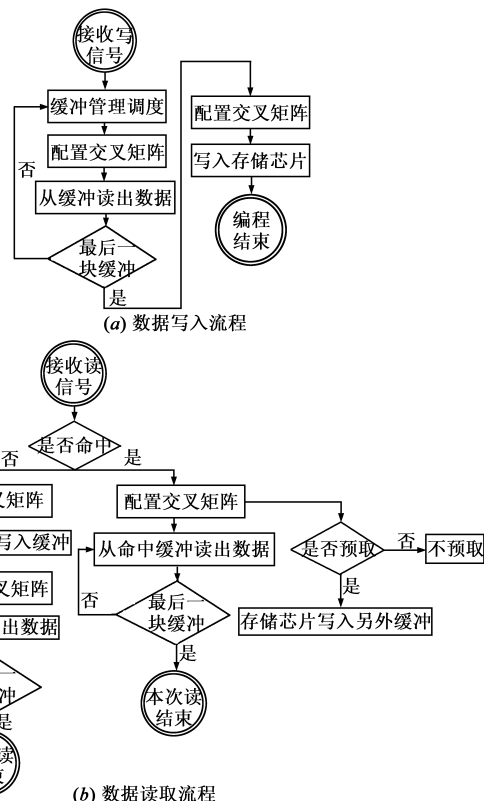 接收写
信号
缓冲管理调度
配置交叉矩阵
否
从缓冲读出数据
最后一
块缓冲
是
配置交叉矩阵
写入存储芯片
编程
结束
(a) 数据写入流程
接收读
信号
是否命中
否
是
叉矩阵
写入缓冲
叉矩阵
出数据
一
冲
是
读
配置交叉矩阵
从命中缓冲读出数据
否
最后一
块缓冲
是
本次读
结束
是否预取
否
不预取
是
存储芯片写入另外缓冲
(b) 数据读取流程